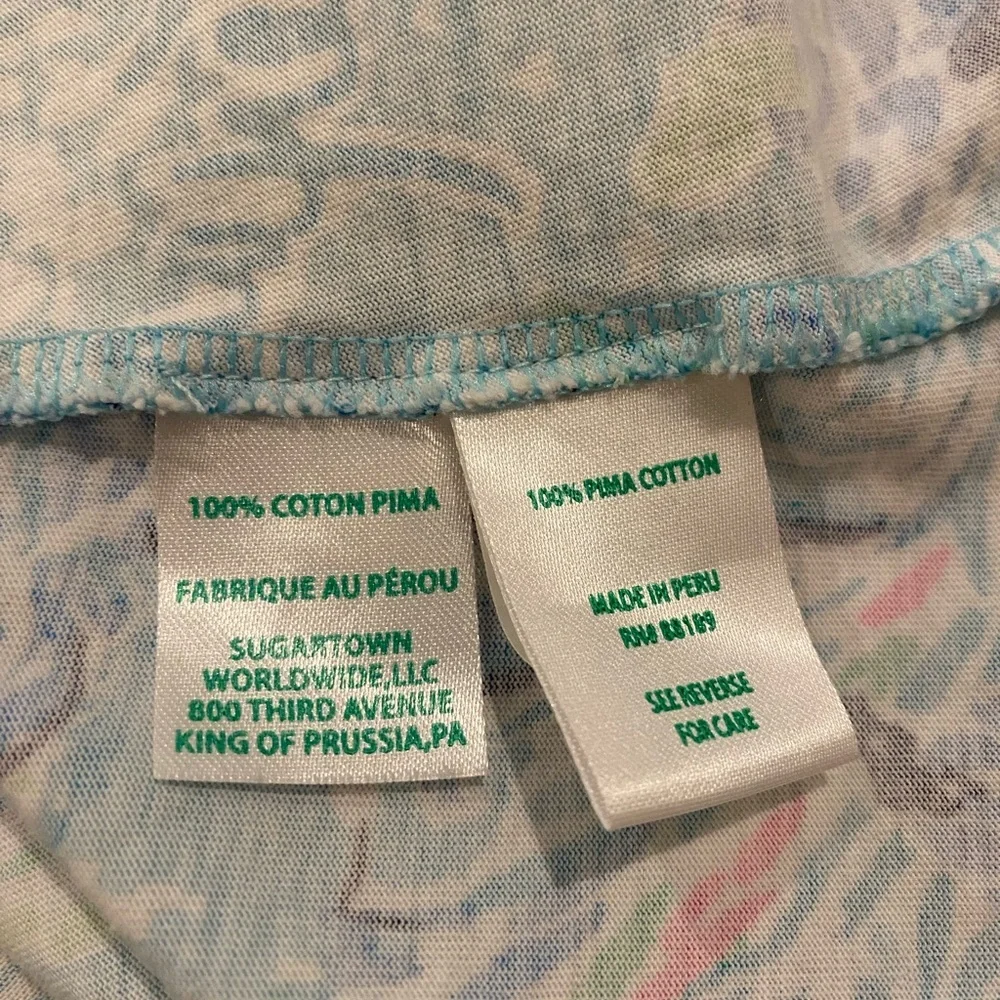 100% COTON PIMA
FABRIQUE AU PÉROU
SUGARTOWN
WORLDWIDE,LLC
800 THIRD AVENUE
KING OF PRUSSIA,PA
100% PIMA COTTON
MADE IN PERU
RN# 88189
SEE REVERSE
FOR CARE